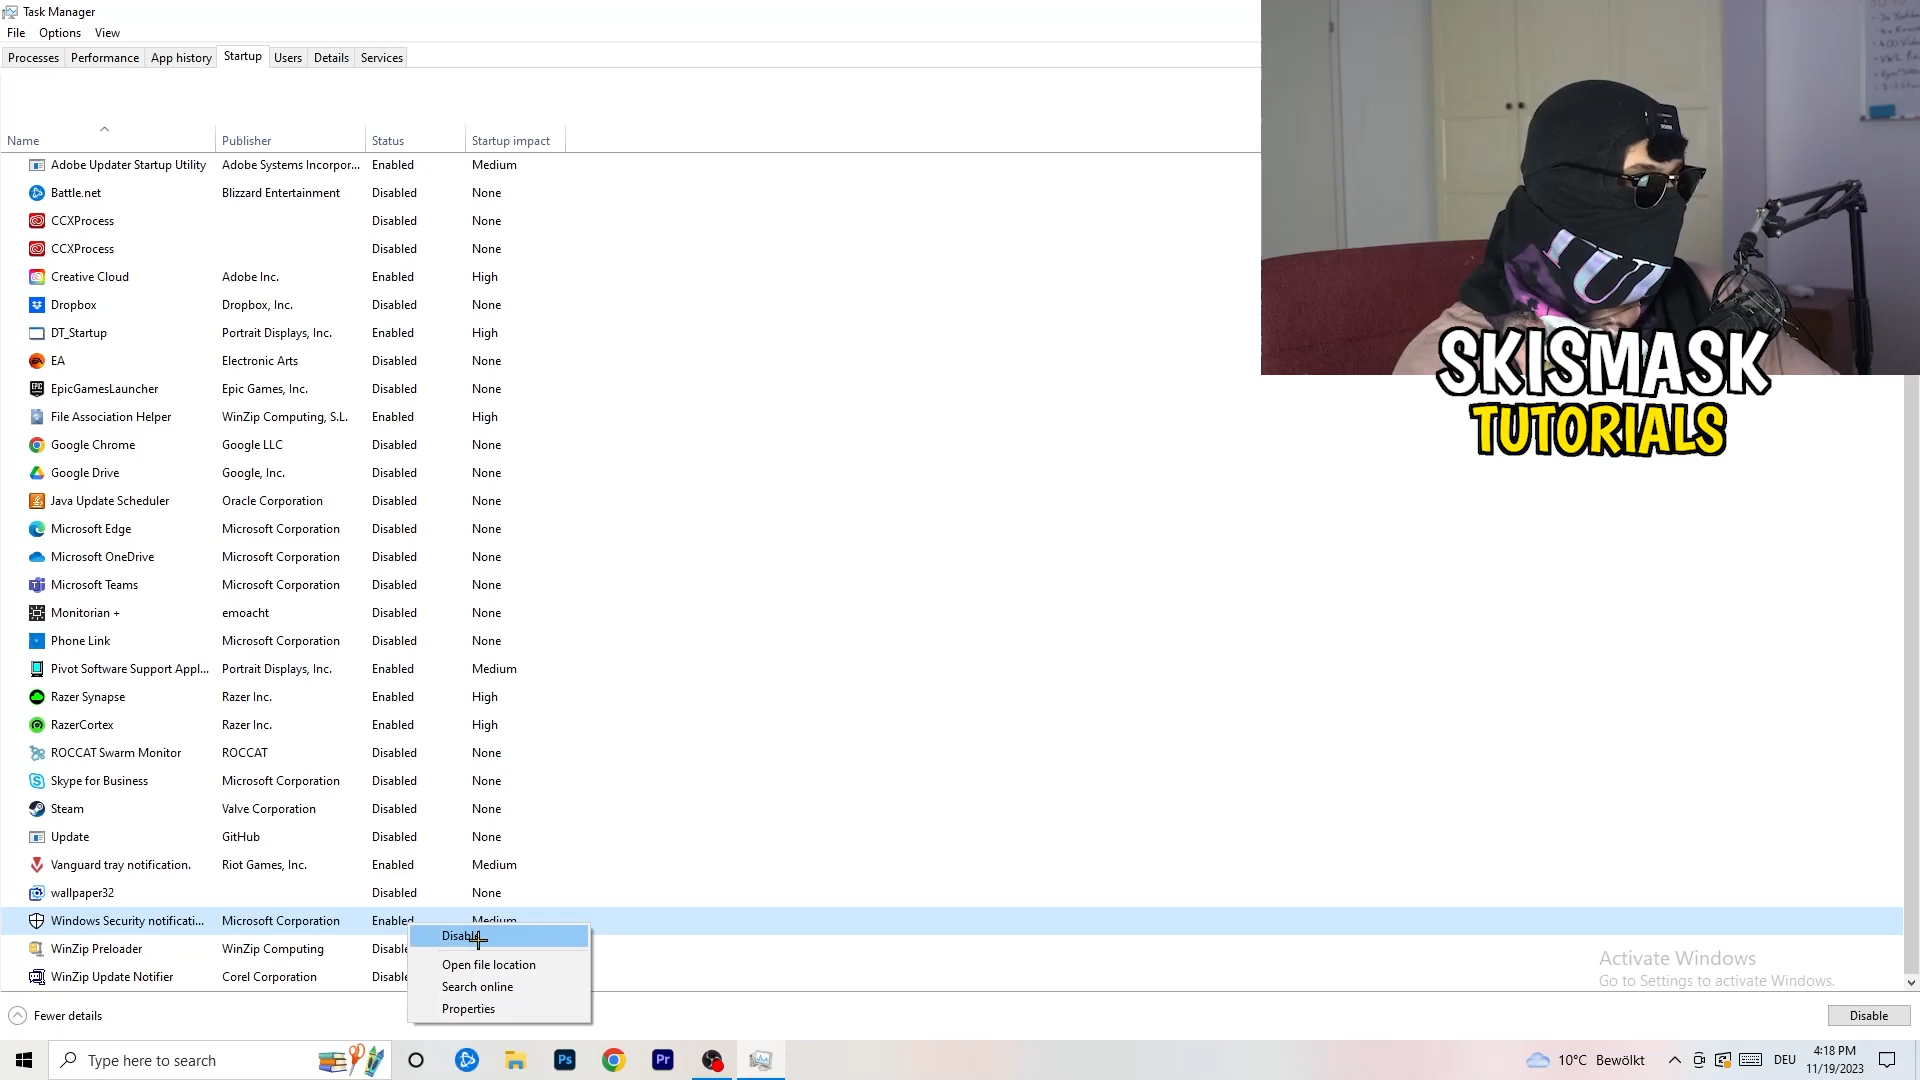 Task Manager
File Options View
Processes Performance App history Startup Users Details Services
Name Publisher Status Startup impact
Adobe Updater Startup Utility Adobe Systems Incorpor... Enabled Medium
Battle.net Blizzard Entertainment Disabled None
CCXProcess Disabled None
CCXProcess Disabled None
Creative Cloud Adobe Inc. Enabled High
Dropbox Dropbox, Inc. Disabled None
DT_Startup Portrait Displays, Inc. Enabled High
EA Electronic Arts Disabled None
EpicGamesLauncher Epic Games, Inc. Disabled None
File Association Helper WinZip Computing, S.L. Enabled High
Google Chrome Google LLC Disabled None
Google Drive Google, Inc. Disabled None
Java Update Scheduler Oracle Corporation Disabled None
Microsoft Edge Microsoft Corporation Disabled None
Microsoft OneDrive Microsoft Corporation Disabled None
Microsoft Teams Microsoft Corporation Disabled None
Monitorian + emoacht Disabled None
Phone Link Microsoft Corporation Disabled None
Pivot Software Support Appl... Portrait Displays, Inc. Enabled Medium
Razer Synapse Razer Inc. Enabled High
RazerCortex Razer Inc. Enabled High
ROCCAT Swarm Monitor ROCCAT Disabled None
Skype for Business Microsoft Corporation Disabled None
Steam Valve Corporation Disabled None
Update GitHub Disabled None
Vanguard tray notification. Riot Games, Inc. Enabled Medium
wallpaper32 Disabled None
Windows Security notificati... Microsoft Corporation Enabled Medium
WinZip Preloader WinZip Computing Disable
WinZip Update Notifier Corel Corporation Disable
Disable
Open file location
Search online
Properties
SKISMASK
TUTORIALS
Activate Windows
Go to Settings to activate Windows.
Fewer details
Disable
Type here to search
Ps
Pr
10°C Bewölkt
DEU
4:18 PM
11/19/2023